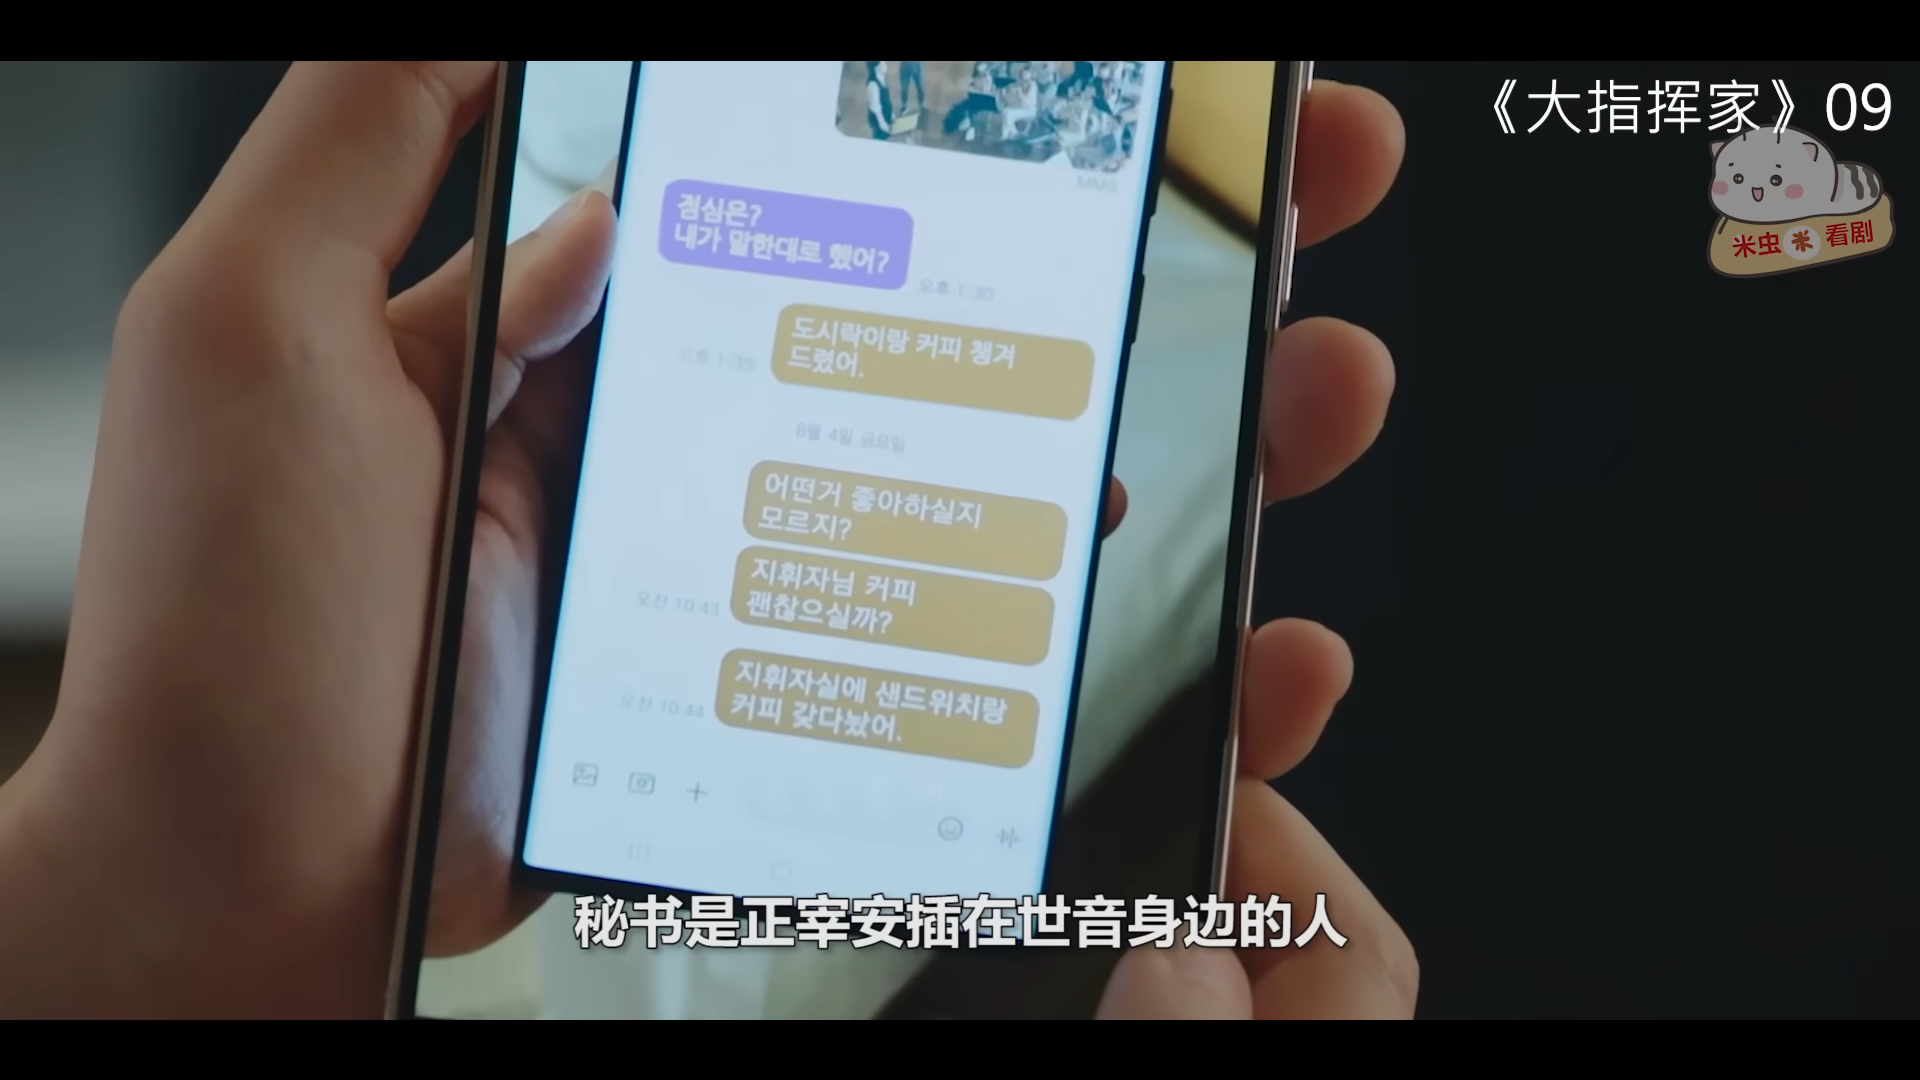 《大指挥家》09
米虫 米 看剧
MMS
점심은?
내가 말한대로 했어?
오후 1:30
도시락이랑 커피 챙겨
드렸어.
오후 1:35
8월 4일 금요일
어떤거 좋아하실지
모르지?
지휘자님 커피
괜찮으실까?
오전 10:43
지휘자실에 샌드위치랑
커피 갖다놨어.
오전 10:44
秘书是正宰安插在世音身边的人